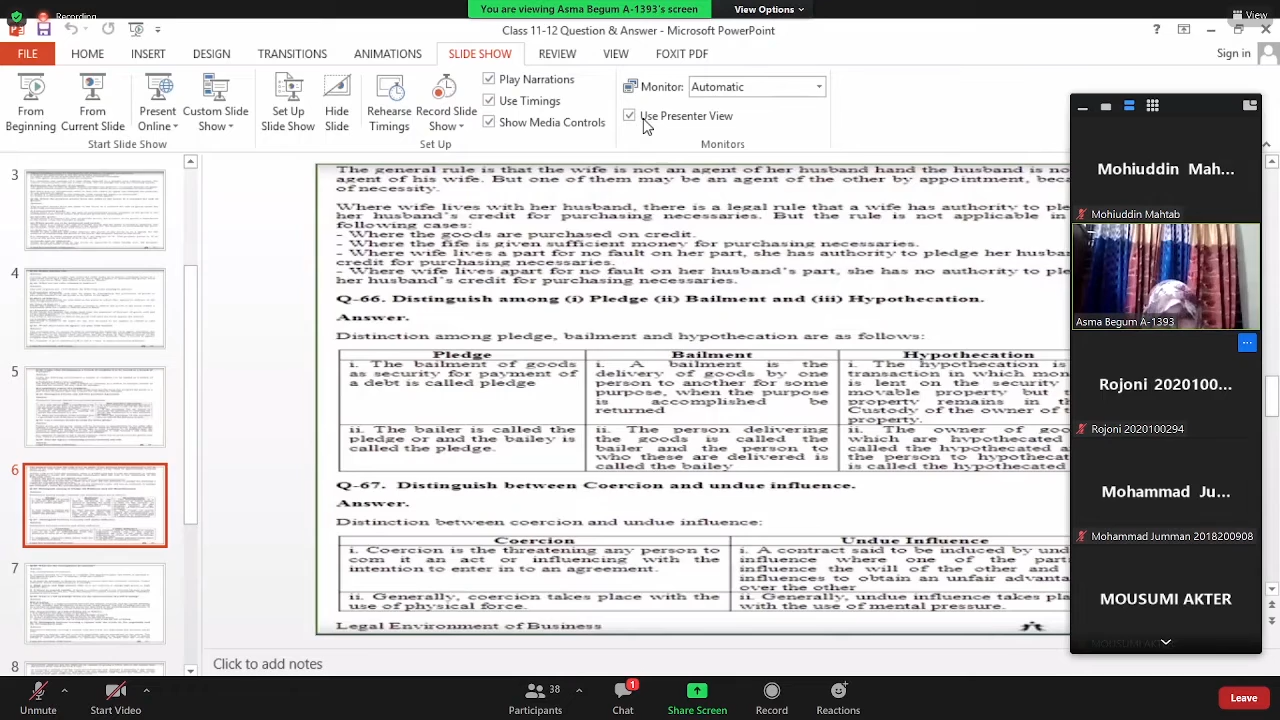 Recording
You are viewing Asma Begum A-1393's screen
View Options
View
Class 11-12 Question & Answer - Microsoft PowerPoint
FILE HOME INSERT DESIGN TRANSITIONS ANIMATIONS SLIDE SHOW REVIEW VIEW FOXIT PDF
Sign in
From Beginning
From Current Slide
Present Online
Custom Slide Show
Set Up Slide Show
Hide Slide
Rehearse Timings
Record Slide Show
Play Narrations
Use Timings
Show Media Controls
Monitor: Automatic
Use Presenter View
Start Slide Show
Set Up
Monitors
3
4
5
6
7
8
The general rule is that the wife is not an agent of her husband hand the husband is no
agent of his wife. But one of them may be an agent of the other by appointment, beca
of necessity.
Where wife lives with her husband, there is a legal rule that a wife has authority to ple
her husband's credit for purchasing necessaries. But the rule is not applicable in
following cases:
- Where the goods are purchased on credit.
- Where the fife is given sufficient money for purchasing necessaries.
- Where wife lives a part for no fault on her part, she has authority to pledge her husba
credit for purchasing necessaries.
- Where wife lives apart for no fault on her husband's part, she has no authority to ple
her husband's credit for purchasing necessaries.
Q-66. Distinguish among (i) Pledge (ii) Bailment (iii) Hypothecation.
Answer.
Distinction among pledge, bailment and hypothecation are as follows:
Pledge
Bailment
Hypothecation
i. The bailment of goods
as security for payment of
a debt is called pledge
i. A bailment is the
delivery of goods by one
person to another for some
purpose, when the purpose
is accomplished be
returned
i. The hypothecation is
transaction in which mon
is lent on the security
movable property but t
property remains in th
Custody of the owner of t
property.
ii. The bailer is called the
pledge or and the bailey is
called the pledge.
ii. The person delivering
the goods is called the
bailer and the person to
who these are delivered is
called the bailey.
ii. The owner of goo
which are hypothecated
called the hypothecated a
the person to hypothecat
is called the hypothecated
Q-67. Distinguish between Coercion and undue influence.
Answer.
Distinction between coercion and undue influence
Coercion
Undue Influence
i. Coercion is the threatening any person to
com it an act or influencing with the
intention to enter in to an agreement.
i. A contract said to be induced by und
influence where one of the parti
influence the will of the other and
influences to obtain an unfair advanta
over the other
ii. Generally, coercion takes place with the
use of physical force.
ii. Generally, undue influence takes pla
with the use of mental pressure.
Legal Environment of Business
Click to add notes
Mohiuddin Mah...
Mohiuddin Mahtab
Asma Begum A-1393
Rojoni 2020100...
Rojoni 2020100294
Mohammad Ju...
Mohammad Jumman 2018200908
MOUSUMI AKTER
MOUSUMI AKTER
Unmute
Start Video
38
Participants
1
Chat
Share Screen
Record
Reactions
Leave